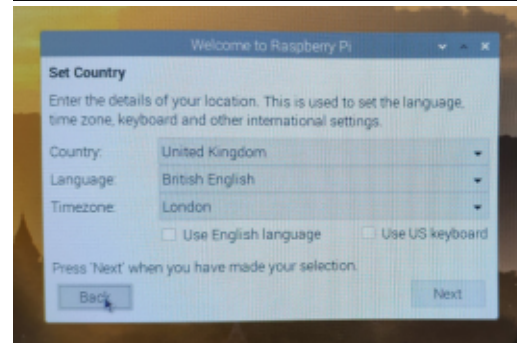 Welcome to Raspberry Pi
Set Country
Enter the details of your location. This is used to set the language,
time zone, keyboard and other international settings.
Country: United Kingdom
Language: British English
Timezone: London
Use English language Use US keyboard
Press 'Next' when you have made your selection.
Back Next